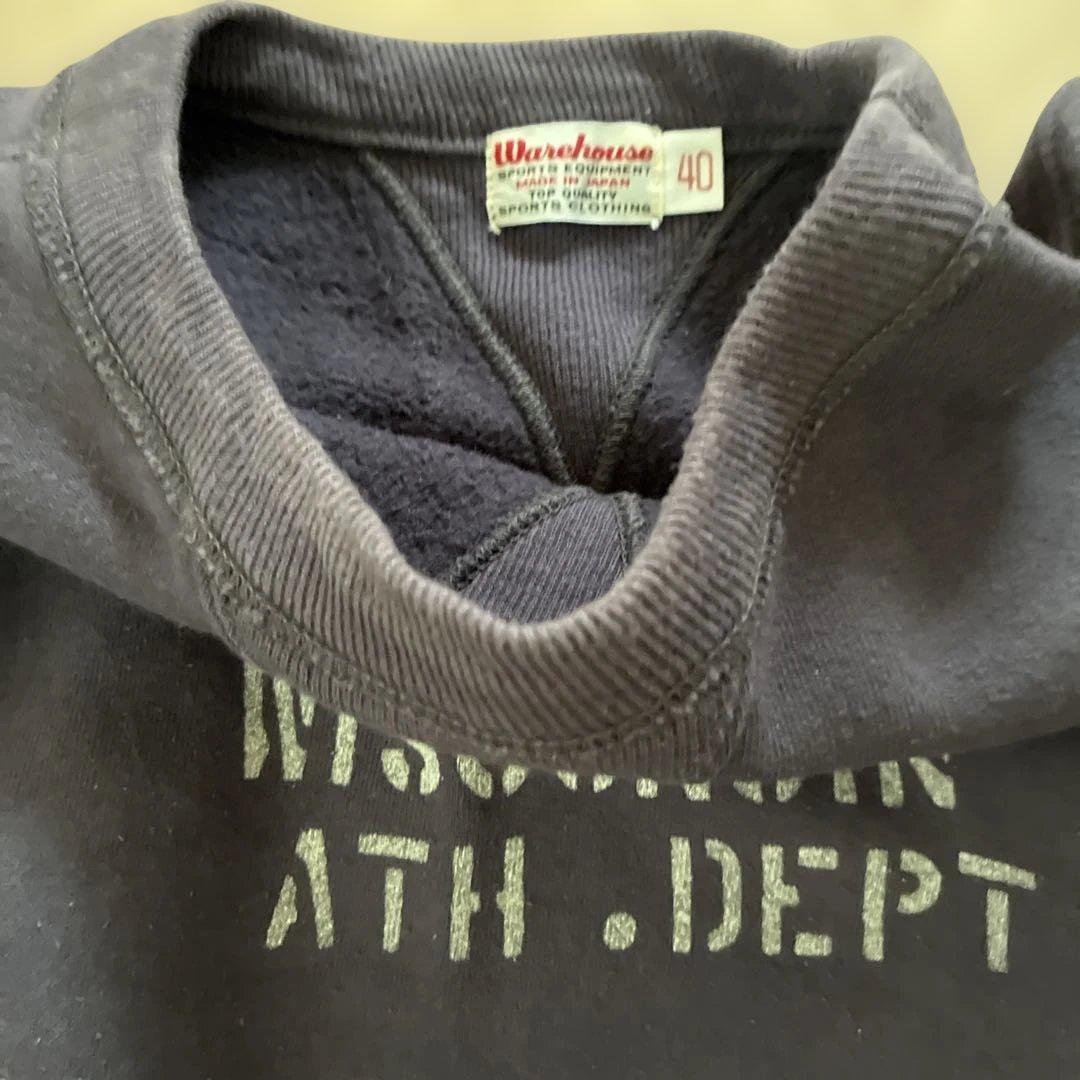 Warehouse
SPORTS EQUIPMENT
MADE IN JAPAN
TOP QUALITY
SPORTS CLOTHING
40
ATH .DEPT